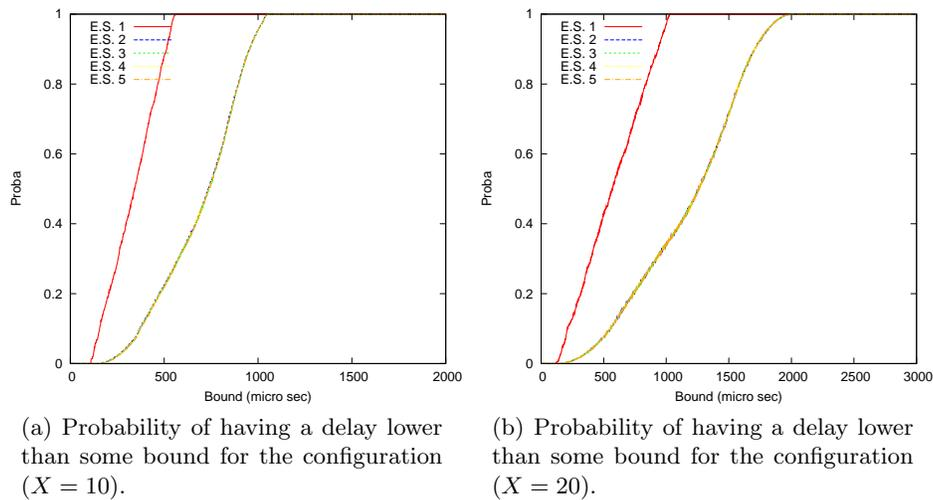 1
0.8
0.6
0.4
0.2
0
Proba
E.S. 1
E.S. 2
E.S. 3
E.S. 4
E.S. 5
0 500 1000 1500 2000
Bound (micro sec)
(a) Probability of having a delay lower
than some bound for the configuration
(X = 10).
1
0.8
0.6
0.4
0.2
0
Proba
E.S. 1
E.S. 2
E.S. 3
E.S. 4
E.S. 5
0 500 1000 1500 2000 2500 3000
Bound (micro sec)
(b) Probability of having a delay lower
than some bound for the configuration
(X = 20).